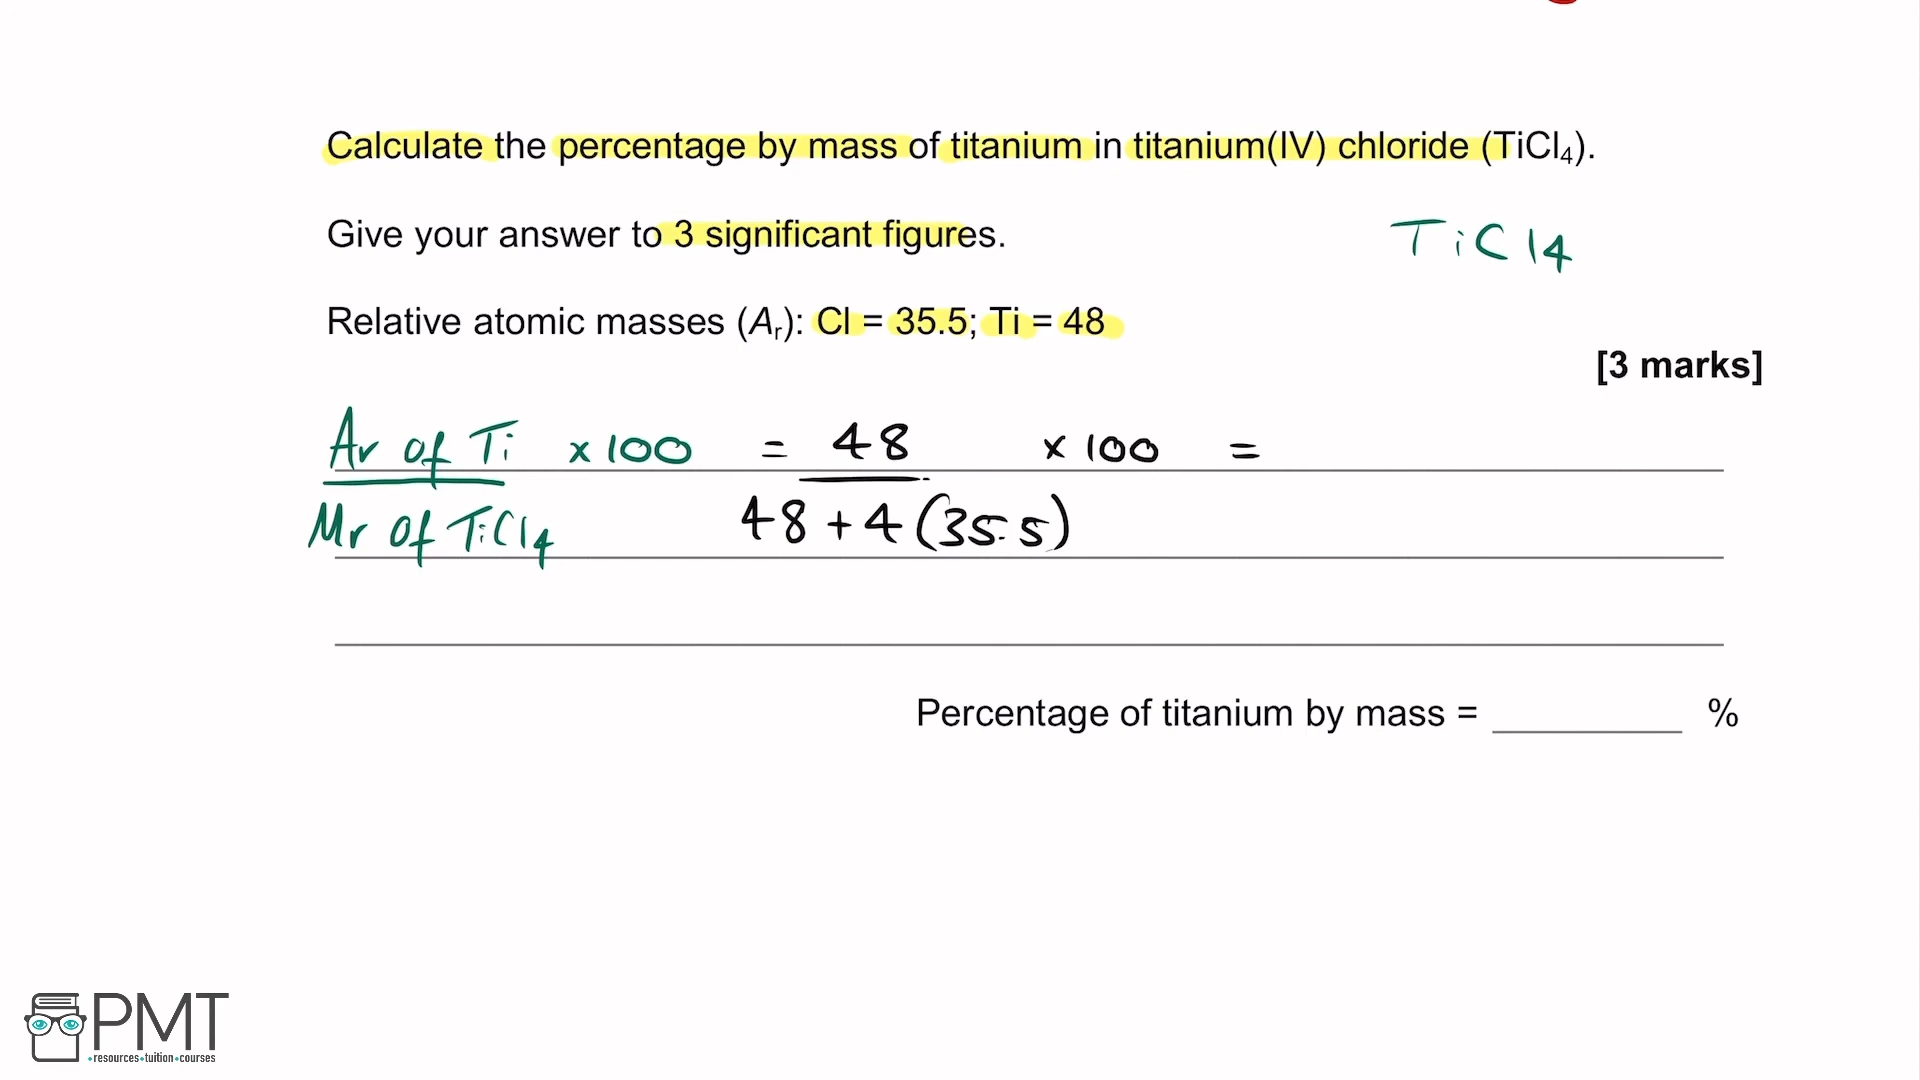 Calculate the percentage by mass of titanium in titanium(IV) chloride (TiCl₄).
Give your answer to 3 significant figures.
TiCl4
Relative atomic masses (Aᵣ): Cl = 35.5; Ti = 48
[3 marks]
Ar of Ti × 100 = 48 × 100 =
Mr of TiCl4 48 + 4(35.5)
Percentage of titanium by mass = ________ %
PMT
•resources•tuition•courses